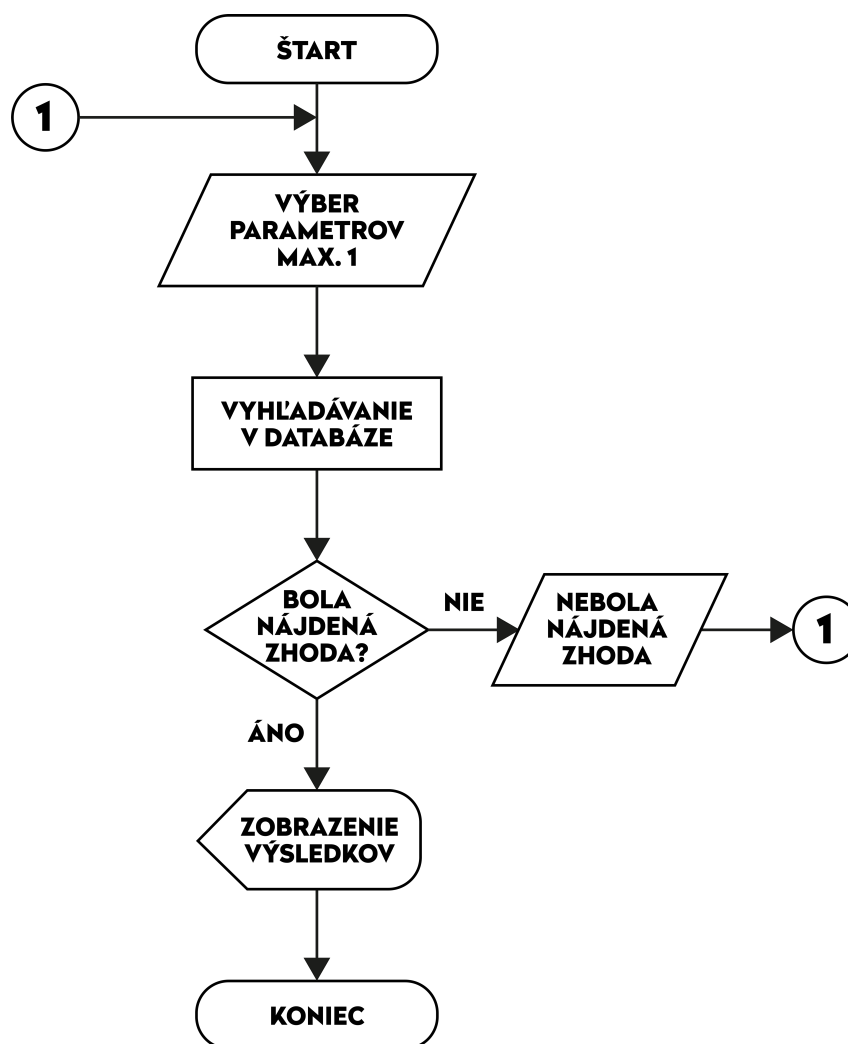 ŠTART
1
VÝBER
PARAMETROV
MAX. 1
VYHĽADÁVANIE
V DATABÁZE
BOLA
NÁJDENÁ
ZHODA?
NIE
NEBOLA
NÁJDENÁ
ZHODA
1
ÁNO
ZOBRAZENIE
VÝSLEDKOV
KONIEC